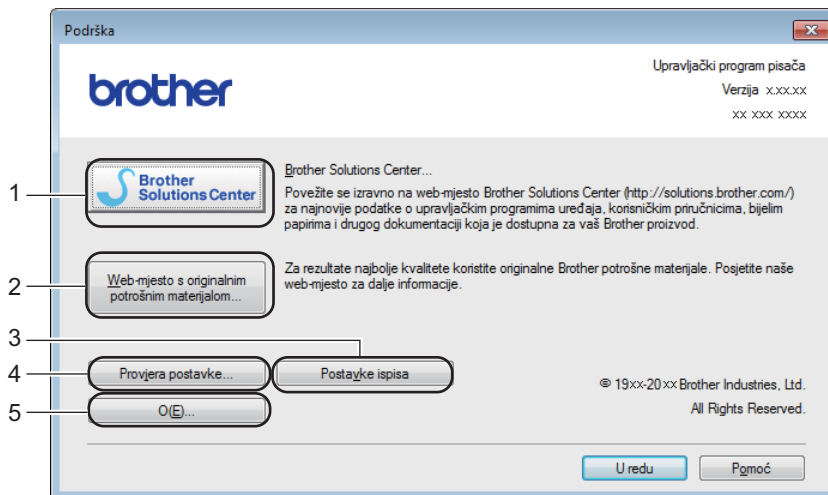 Podrška
brother
Upravljački program pisača
Verzija x.xx.xx
xx xxx xxxx
1
Brother
Solutions Center
Brother Solutions Center...
Povežite se izravno na web-mjesto Brother Solutions Center (http://solutions.brother.com/)
za najnovije podatke o upravljačkim programima uređaja, korisničkim priručnicima, bijelim
papirima i drugog dokumentaciji koja je dostupna za vaš Brother proizvod.
2
Web-mjesto s originalnim
potrošnim materijalom...
Za rezultate najbolje kvalitete koristite originalne Brother potrošne materijale. Posjetite naše
web-mjesto za dalje informacije.
3
4
Provjera postavke...
Postavke ispisa
5
O(E)...
© 19xx-20xx Brother Industries, Ltd.
All Rights Reserved.
U redu
Pomoć